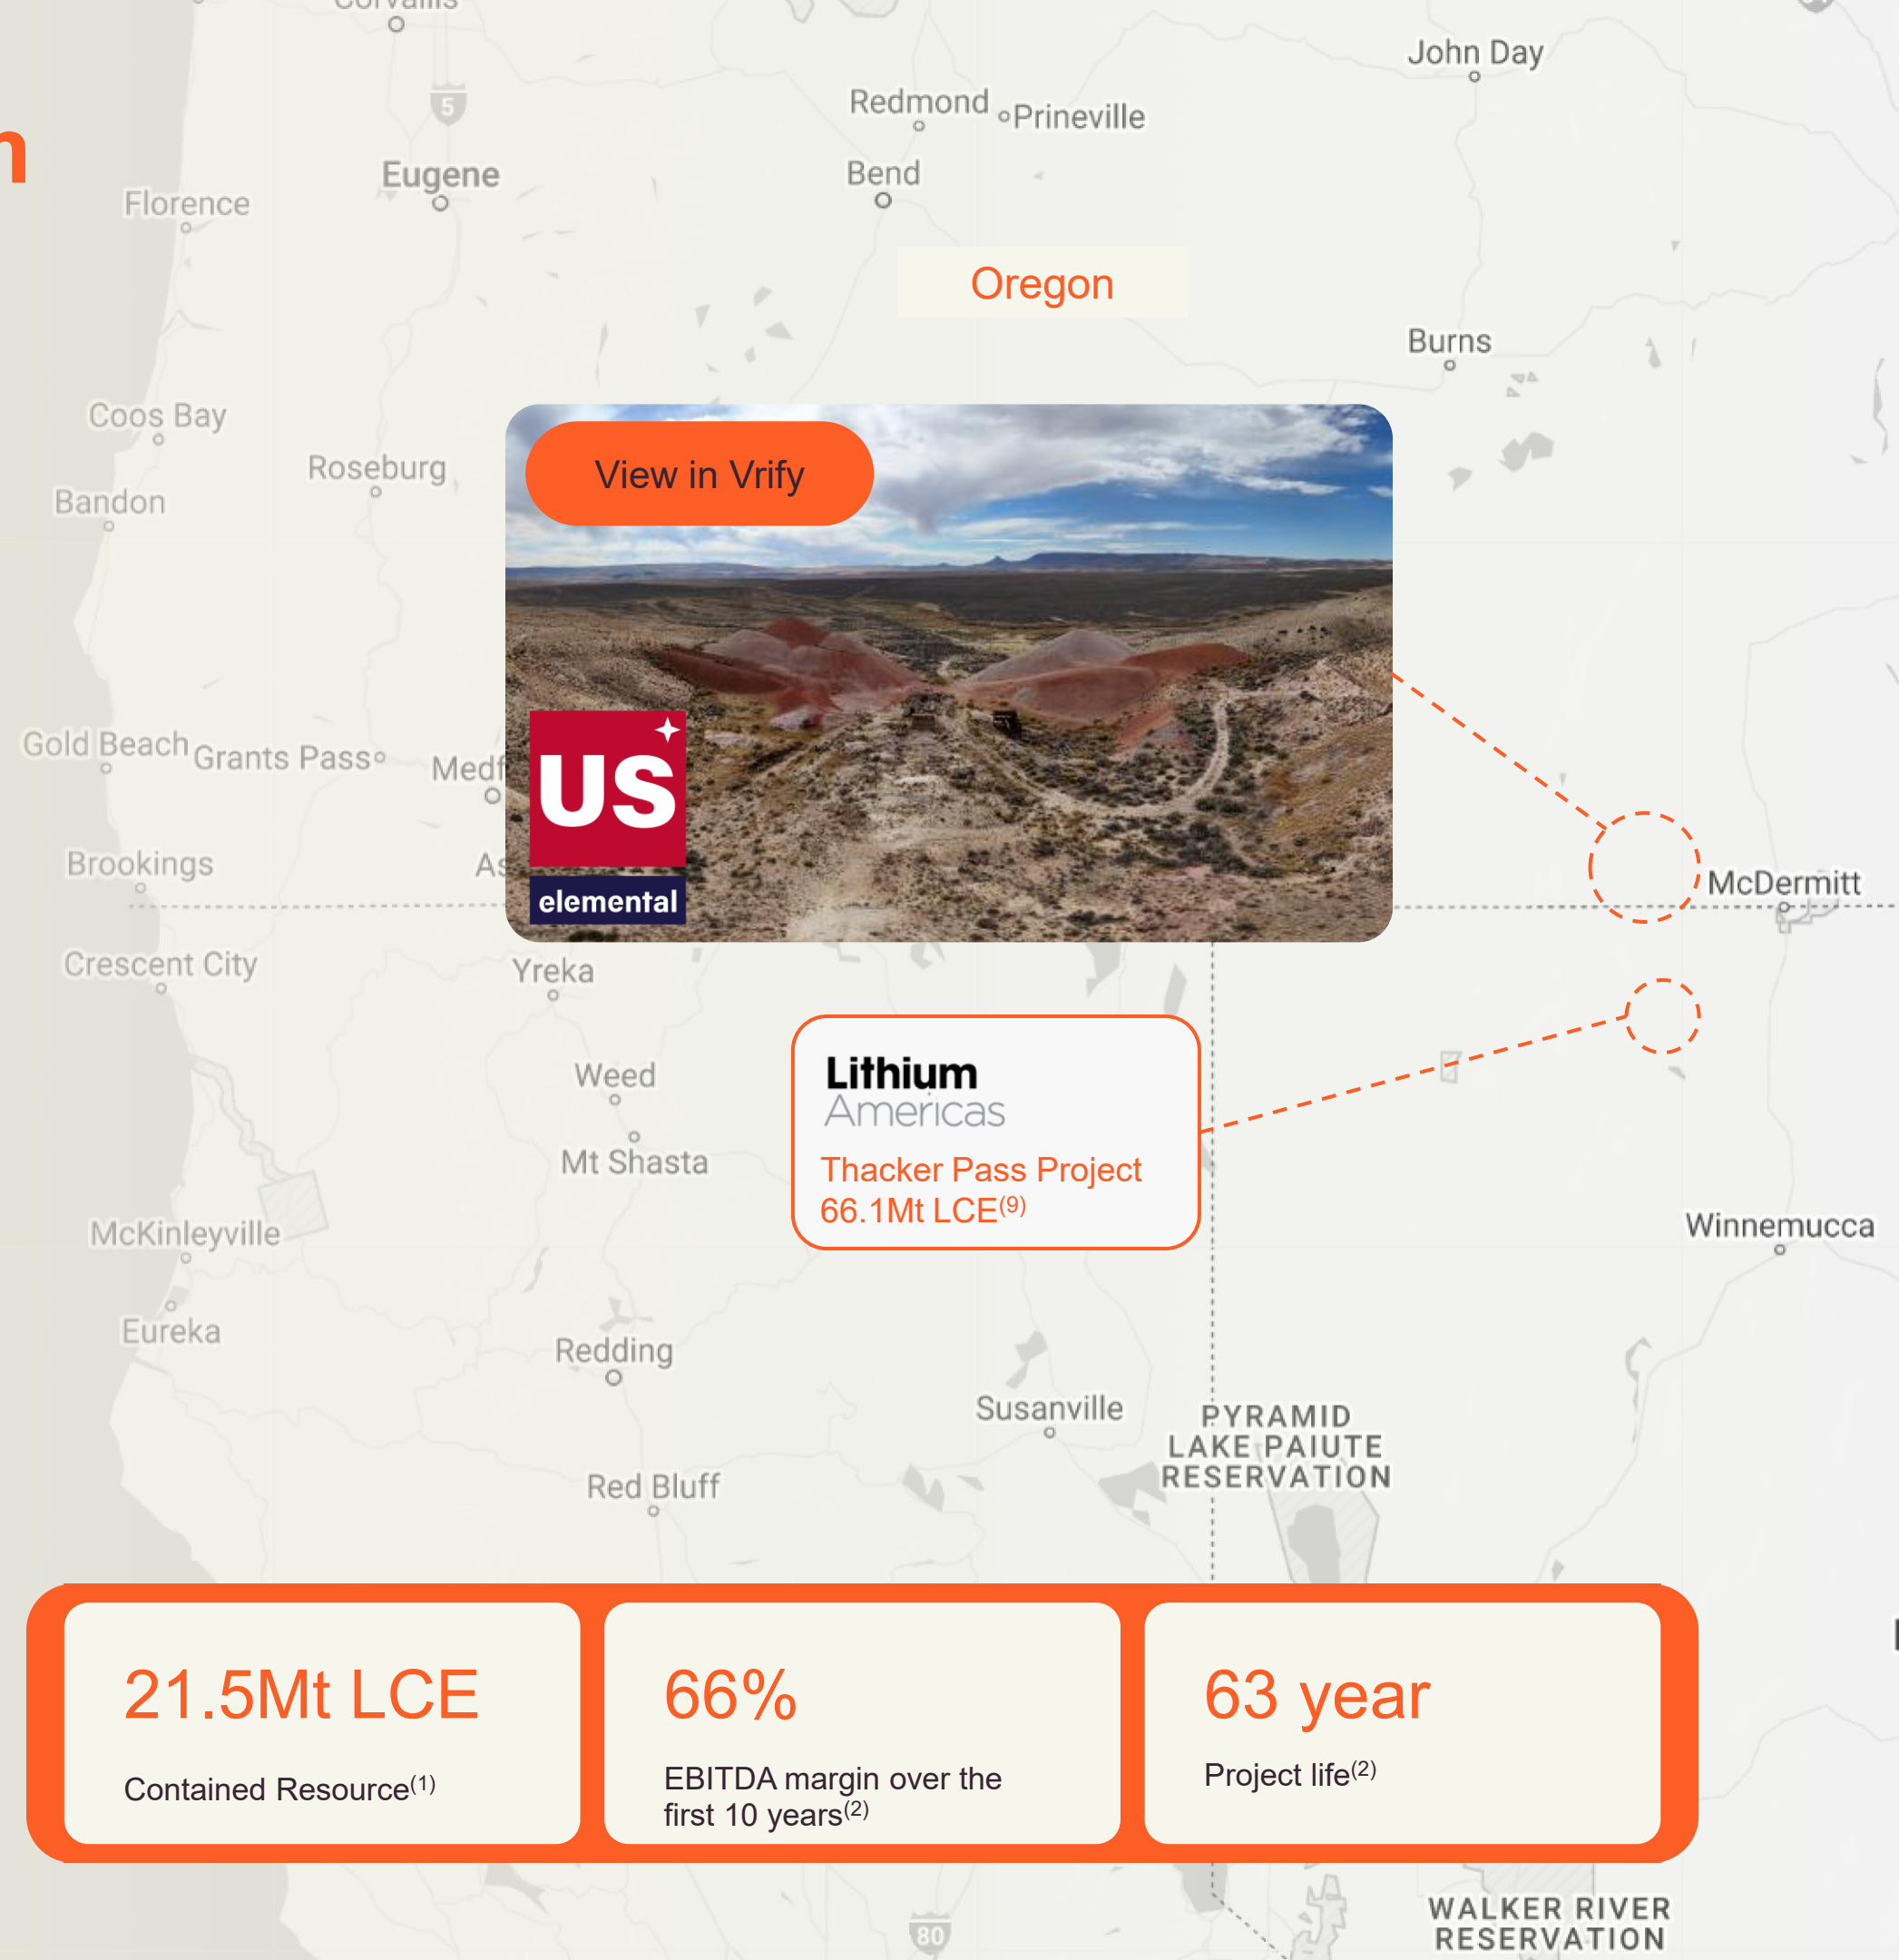 Corvallis
John Day
Redmond
Prineville
5
n
Eugene
Bend
Florence
Oregon
Burns
Coos Bay
Roseburg
View in Vrify
Bandon
Gold Beach
Grants Pass
Medf
US
Brookings
As
elemental
McDermitt
Crescent City
Yreka
Weed
Lithium
Americas
Mt Shasta
Thacker Pass Project
66.1Mt LCE(9)
McKinleyville
Winnemucca
Eureka
Redding
Susanville
PYRAMID
LAKE PAIUTE
RESERVATION
Red Bluff
21.5Mt LCE
Contained Resource(1)
66%
EBITDA margin over the
first 10 years(2)
63 year
Project life(2)
80
WALKER RIVER
RESERVATION